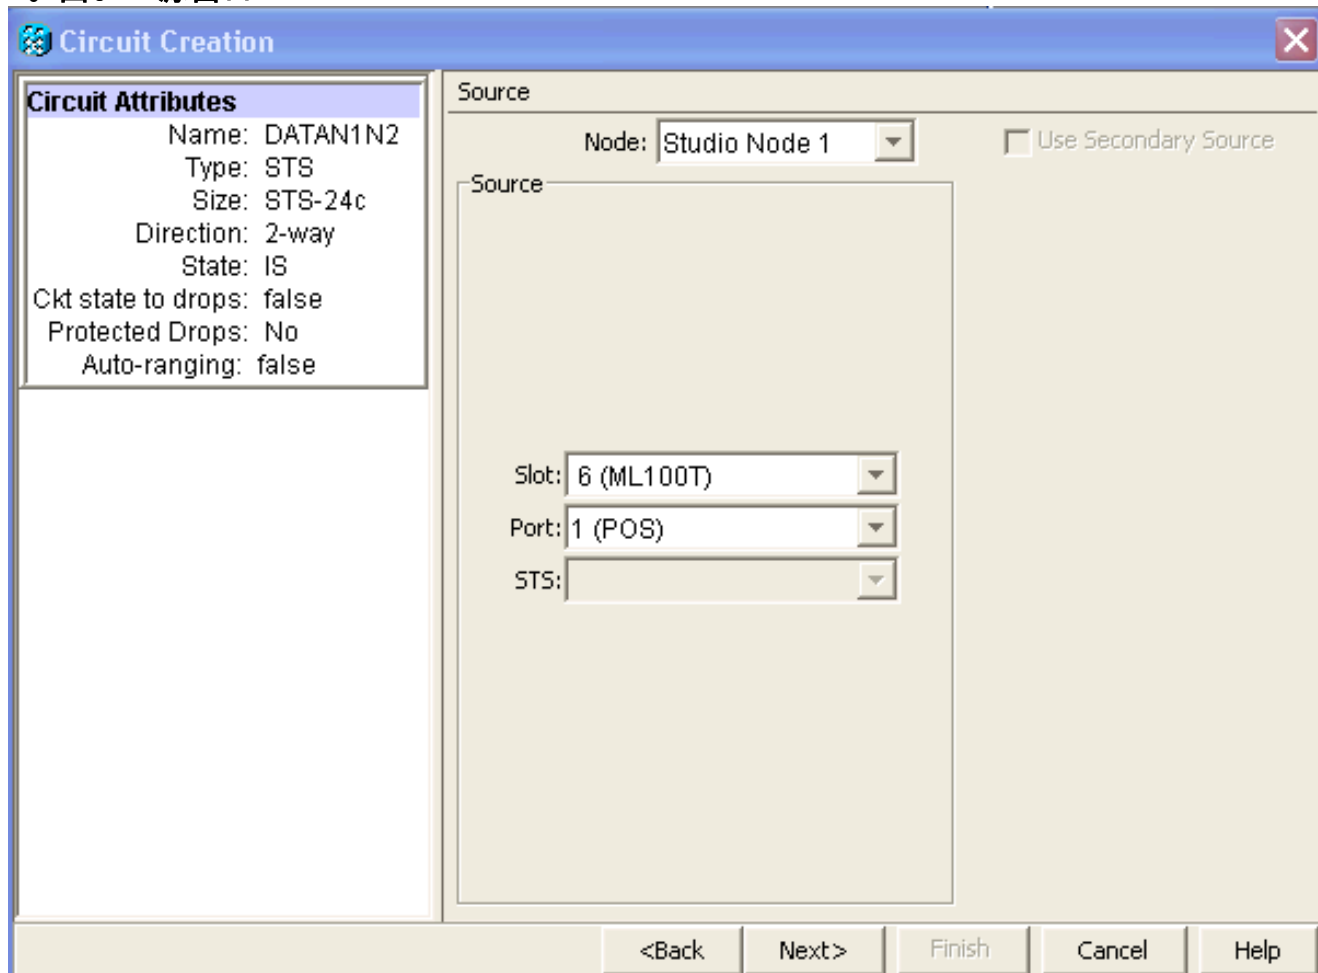 Circuit Creation
Circuit Attributes
Name: DATAN1N2
Type: STS
Size: STS-24c
Direction: 2-way
State: IS
Ckt state to drops: false
Protected Drops: No
Auto-ranging: false
Source
Node: Studio Node 1
Use Secondary Source
Source
Slot: 6 (ML100T)
Port: 1 (POS)
STS:
<Back
Next>
Finish
Cancel
Help